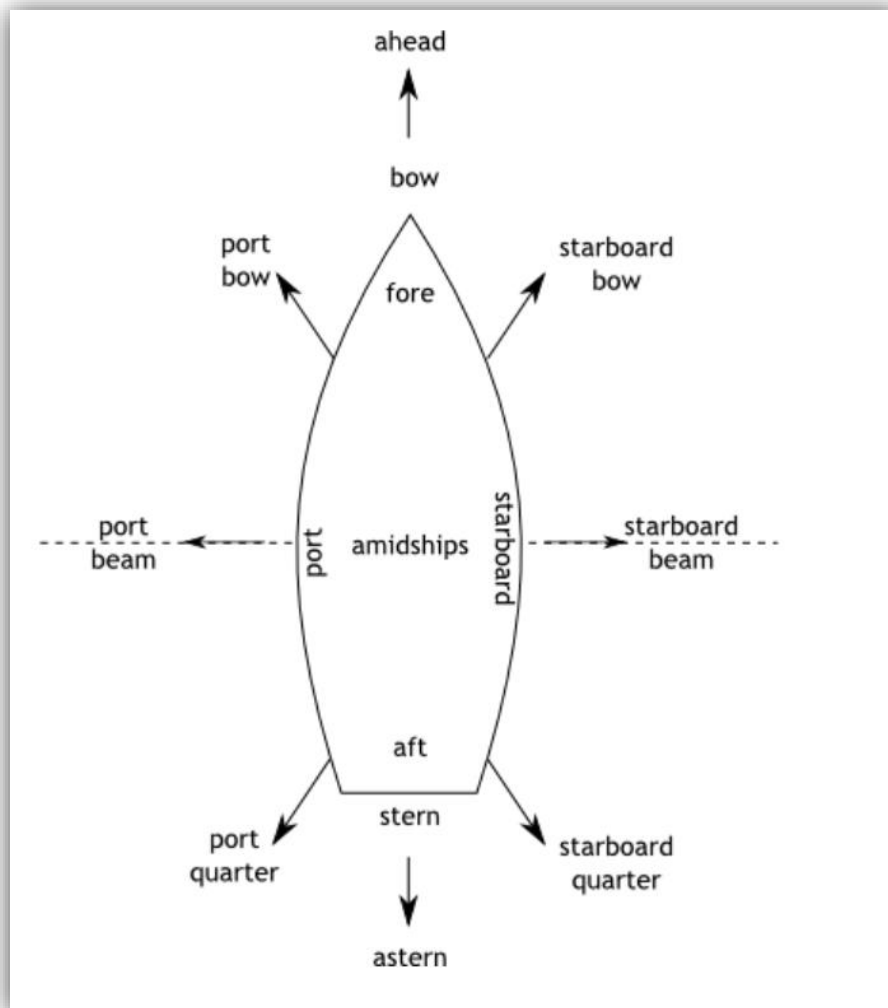 ahead
bow
port
bow
starboard
bow
fore
port
beam
port
amidships
starboard
starboard
beam
aft
stern
port
quarter
starboard
quarter
astern